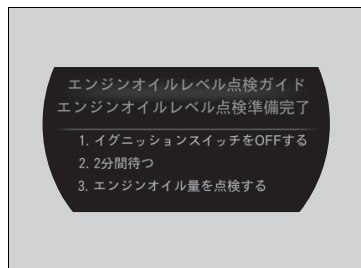 エンジンオイルレベル点検ガイド
エンジンオイルレベル点検準備完了
1. イグニッションスイッチをOFFする
2. 2分間待つ
3. エンジンオイル量を点検する